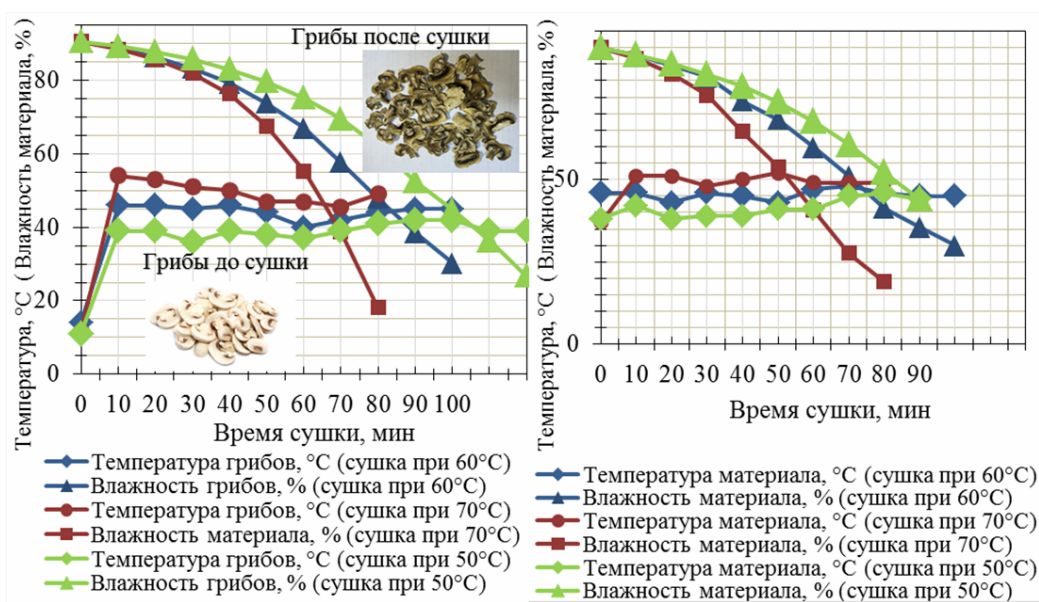 Температура, °С ( Влажность материала, %)
Грибы после сушки
80
60
40
20
0
Грибы до сушки
0 10 20 30 40 50 60 70 80 90 100
Время сушки, мин
Температура грибов, °С (сушка при 60°С)
Влажность грибов, % (сушка при 60°С)
Температура грибов, °С (сушка при 70°С)
Влажность материала, % (сушка при 70°С)
Температура грибов, °С (сушка при 50°С)
Влажность грибов, % (сушка при 50°С)
Температура, °С ( Влажность материала, %)
50
0
0 10 20 30 40 50 60 70 80 90
Время сушки, мин
Температура материала, °С (сушка при 60°С)
Влажность материала, % (сушка при 60°С)
Температура материала, °С (сушка при 70°С)
Влажность материала, % (сушка при 70°С)
Температура материала, °С (сушка при 50°С)
Влажность материала, % (сушка при 50°С)